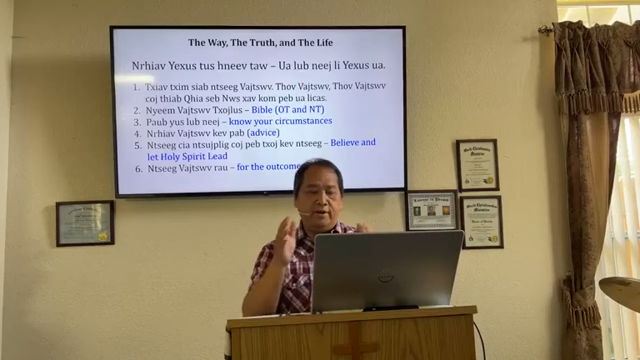 The Way, The Truth, and The Life
Nrhiav Yexus tus hneev taw – Ua lub neej li Yexus ua.
1. Txiav txim siab ntseeg Vajtswv. Thov Vajtswv, Thov Vajtswv
coj thiab Qhia seb Nws xav kom peb ua licas.
2. Nyeem Vajtswv Txojlus – Bible (OT and NT)
3. Paub yus lub neej – know your circumstances
4. Nrhiav Vajtswv kev pab (advice)
5. Ntseeg cia ntsujplig coj peb txoj kev ntseeg – Believe and
let Holy Spirit Lead
6. Ntseeg Vajtswv rau – for the outcome
DELL